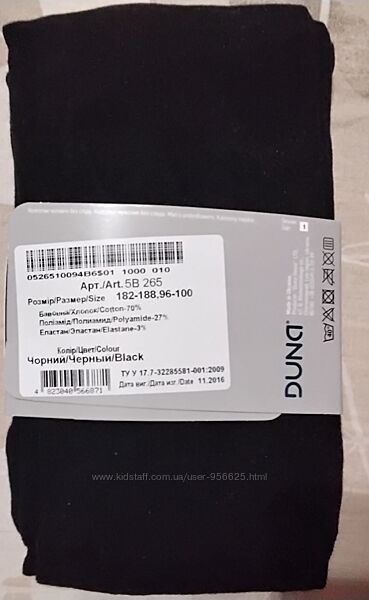 0526510094B6S01 1000 010
Арт./Art. 5В 265
Розмір/Размер/Size 182-188,96-100
Бавовна/Хлопок/Cotton-70%
Поліамід/Полиамид/Polyamide-27%
Еластан/Эластан/Elastane-3%
Колір/Цвет/Colour
Чорний/Черный/Black
ТУ У 17.7-32285581-001:2009
Дата виг./Дата изг./Date 11.2016
4 823040 566871
DUNA
www.kidstaff.com.ua/user-956625.html